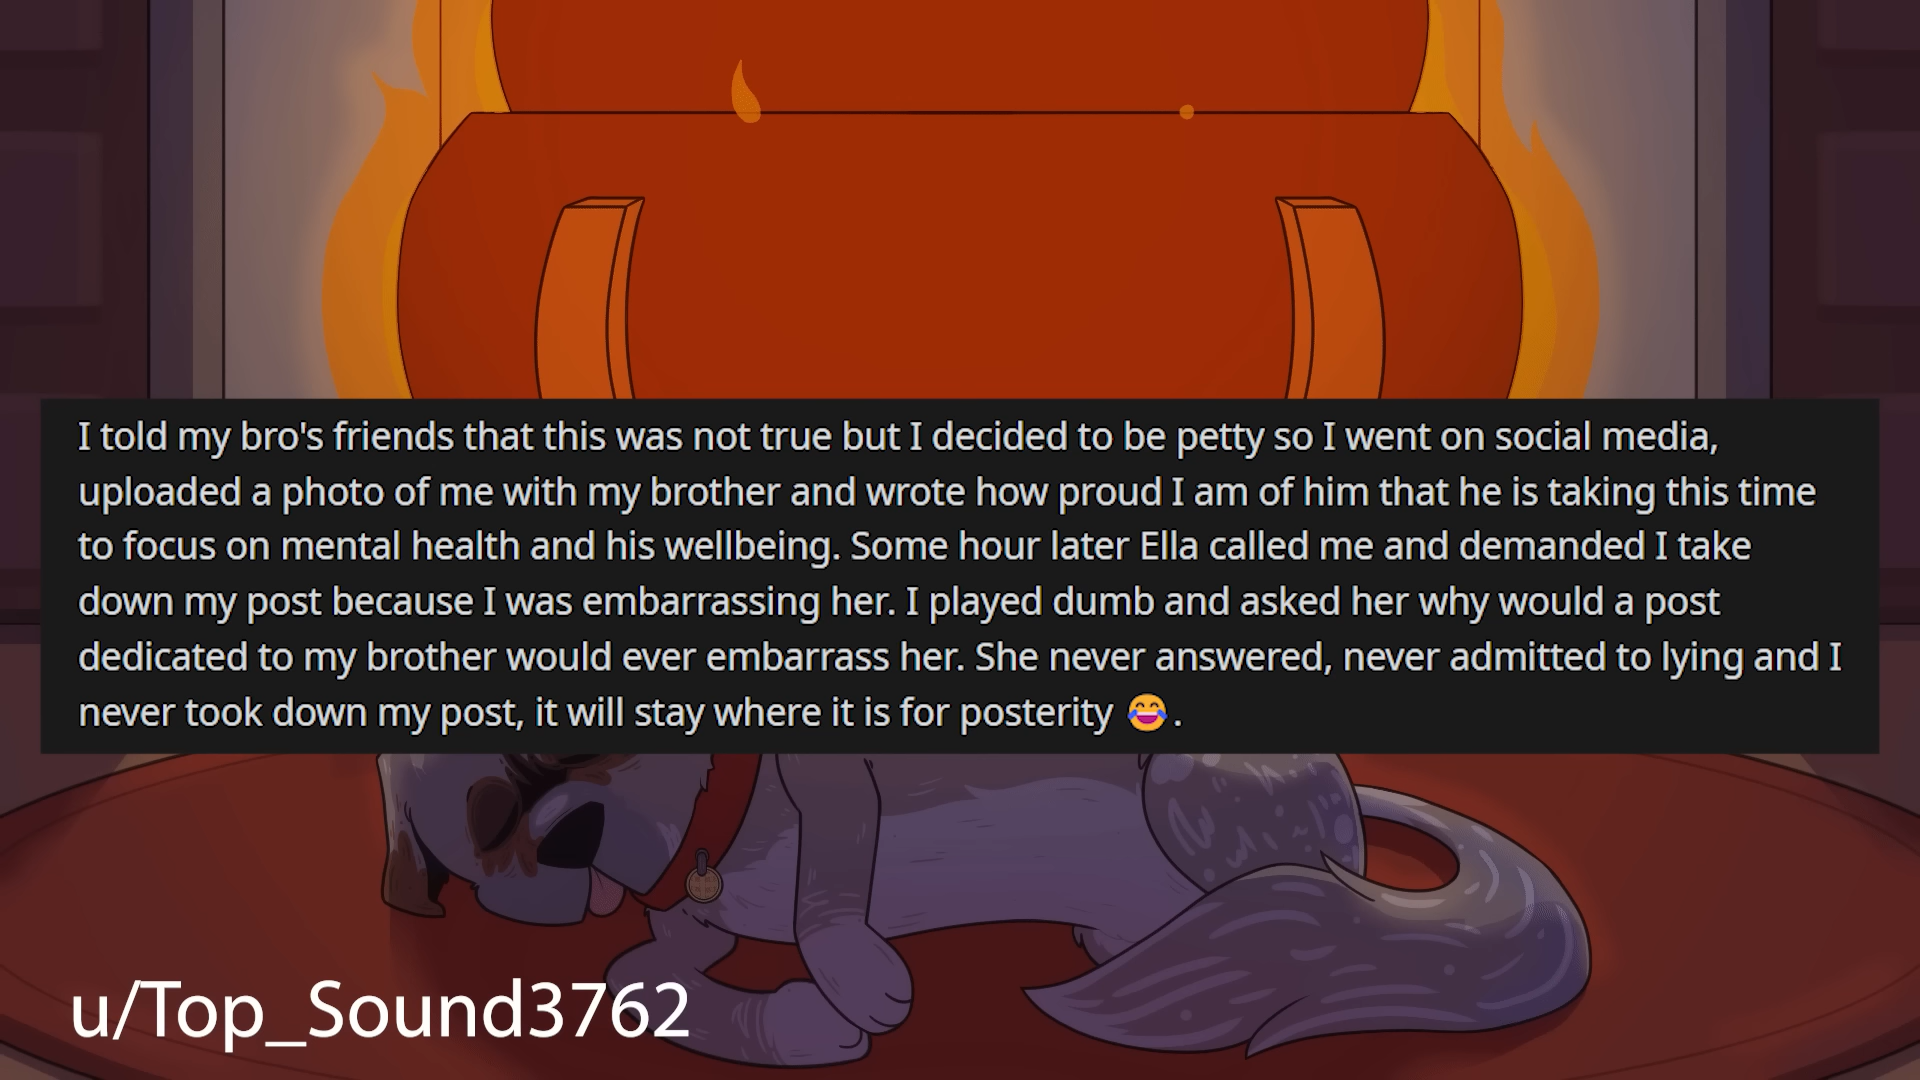 I told my bro's friends that this was not true but I decided to be petty so I went on social media,
uploaded a photo of me with my brother and wrote how proud I am of him that he is taking this time
to focus on mental health and his wellbeing. Some hour later Ella called me and demanded I take
down my post because I was embarrassing her. I played dumb and asked her why would a post
dedicated to my brother would ever embarrass her. She never answered, never admitted to lying and I
never took down my post, it will stay where it is for posterity 😂.
u/Top_Sound3762